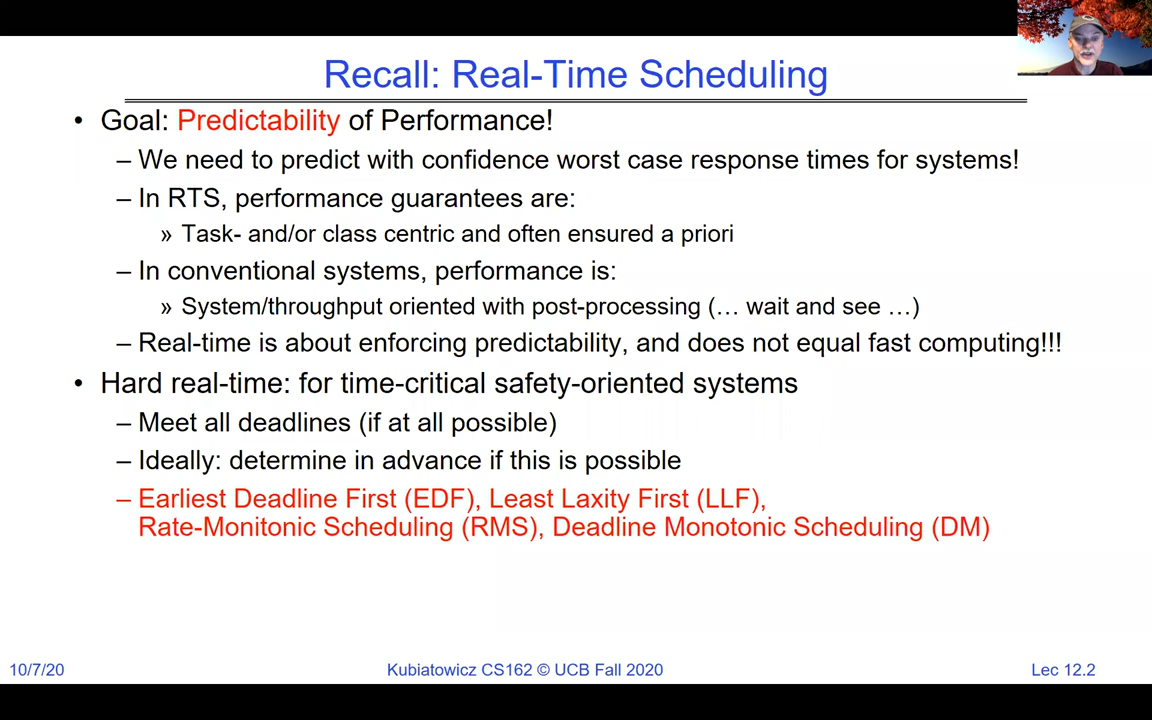 Recall: Real-Time Scheduling
• Goal: Predictability of Performance!
– We need to predict with confidence worst case response times for systems!
– In RTS, performance guarantees are:
» Task- and/or class centric and often ensured a priori
– In conventional systems, performance is:
» System/throughput oriented with post-processing (… wait and see …)
– Real-time is about enforcing predictability, and does not equal fast computing!!!
• Hard real-time: for time-critical safety-oriented systems
– Meet all deadlines (if at all possible)
– Ideally: determine in advance if this is possible
– Earliest Deadline First (EDF), Least Laxity First (LLF),
Rate-Monitonic Scheduling (RMS), Deadline Monotonic Scheduling (DM)
10/7/20
Kubiatowicz CS162 © UCB Fall 2020
Lec 12.2